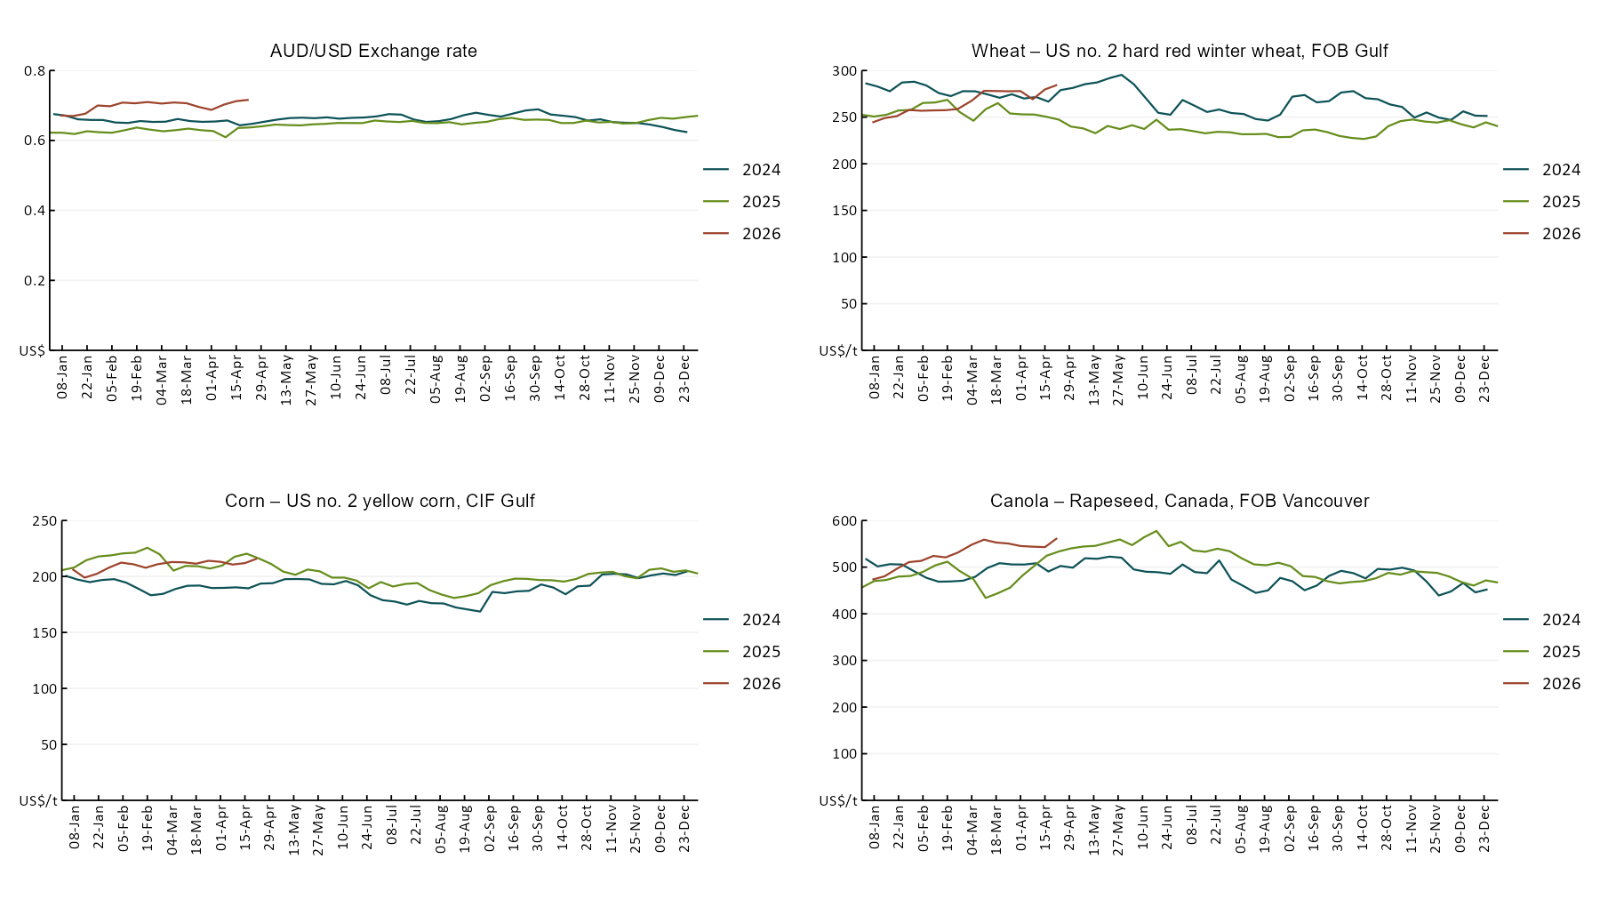 AUD/USD Exchange rate
0.8
0.6
0.4
0.2
US$
08-Jan
22-Jan
05-Feb
19-Feb
04-Mar
18-Mar
01-Apr
15-Apr
29-Apr
13-May
27-May
10-Jun
24-Jun
08-Jul
22-Jul
05-Aug
19-Aug
02-Sep
16-Sep
30-Sep
14-Oct
28-Oct
11-Nov
25-Nov
09-Dec
23-Dec
2024
2025
2026
Wheat – US no. 2 hard red winter wheat, FOB Gulf
300
250
200
150
100
50
US$/t
08-Jan
22-Jan
05-Feb
19-Feb
04-Mar
18-Mar
01-Apr
15-Apr
29-Apr
13-May
27-May
10-Jun
24-Jun
08-Jul
22-Jul
05-Aug
19-Aug
02-Sep
16-Sep
30-Sep
14-Oct
28-Oct
11-Nov
25-Nov
09-Dec
23-Dec
2024
2025
2026
Corn – US no. 2 yellow corn, CIF Gulf
250
200
150
100
50
US$/t
08-Jan
22-Jan
05-Feb
19-Feb
04-Mar
18-Mar
01-Apr
15-Apr
29-Apr
13-May
27-May
10-Jun
24-Jun
08-Jul
22-Jul
05-Aug
19-Aug
02-Sep
16-Sep
30-Sep
14-Oct
28-Oct
11-Nov
25-Nov
09-Dec
23-Dec
2024
2025
2026
Canola – Rapeseed, Canada, FOB Vancouver
600
500
400
300
200
100
US$/t
08-Jan
22-Jan
05-Feb
19-Feb
04-Mar
18-Mar
01-Apr
15-Apr
29-Apr
13-May
27-May
10-Jun
24-Jun
08-Jul
22-Jul
05-Aug
19-Aug
02-Sep
16-Sep
30-Sep
14-Oct
28-Oct
11-Nov
25-Nov
09-Dec
23-Dec
2024
2025
2026